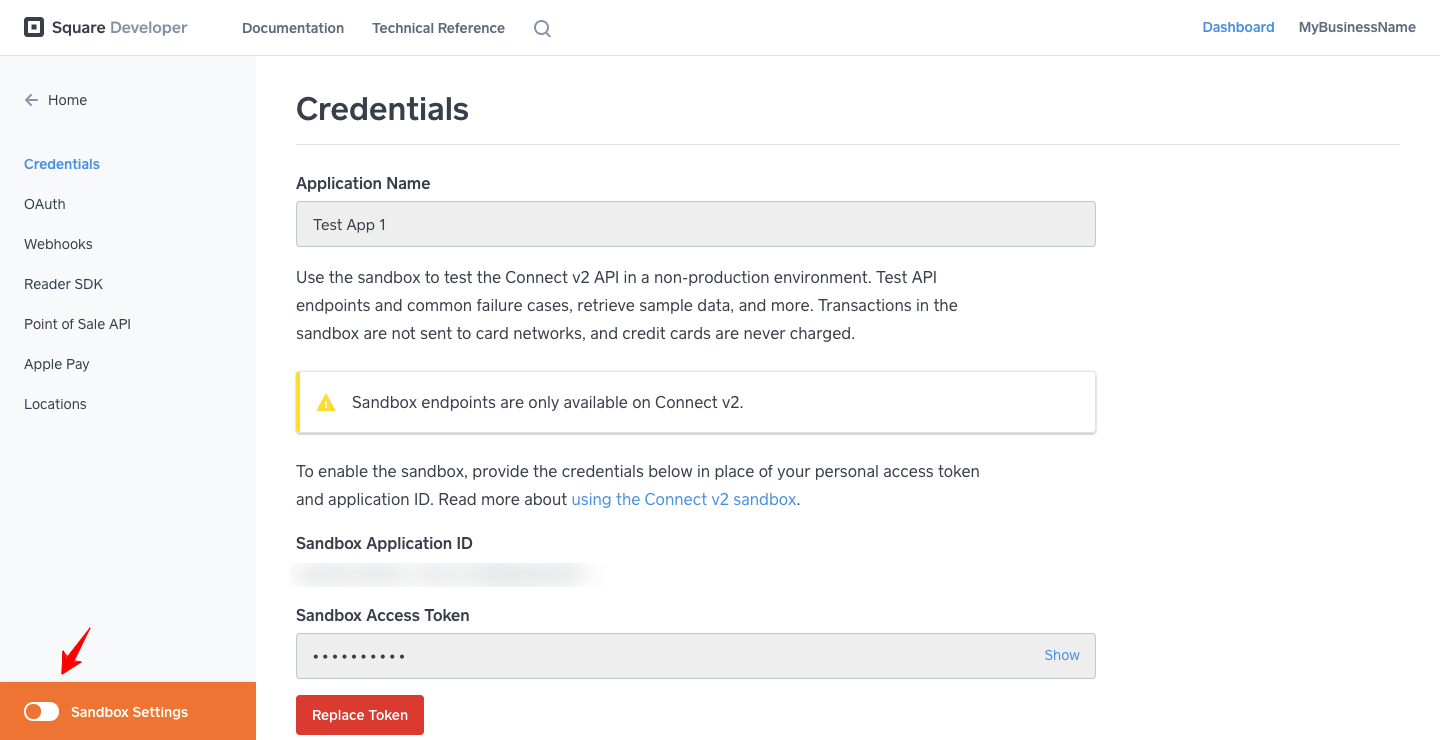 Square Developer
Documentation
Technical Reference
Dashboard
MyBusinessName
Home
Credentials
OAuth
Webhooks
Reader SDK
Point of Sale API
Apple Pay
Locations
Sandbox Settings
Credentials
Application Name
Test App 1
Use the sandbox to test the Connect v2 API in a non-production environment. Test API
endpoints and common failure cases, retrieve sample data, and more. Transactions in the
sandbox are not sent to card networks, and credit cards are never charged.
Sandbox endpoints are only available on Connect v2.
To enable the sandbox, provide the credentials below in place of your personal access token
and application ID. Read more about using the Connect v2 sandbox.
Sandbox Application ID
Sandbox Access Token
••••••••••
Show
Replace Token